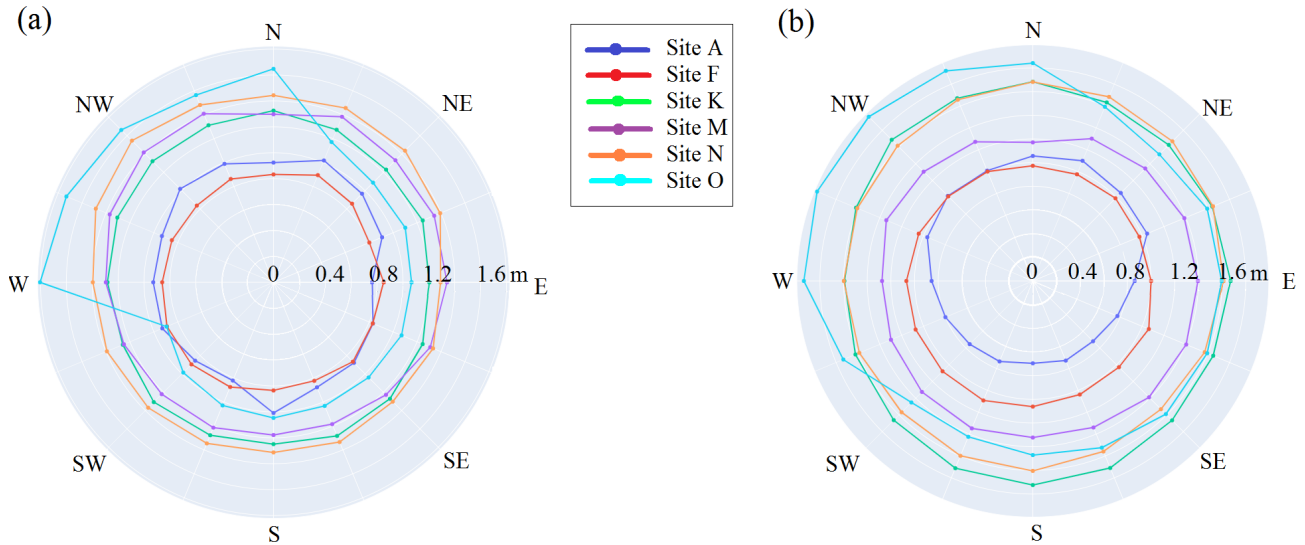 (a)
N
NE
E
SE
S
SW
W
NW
0 0.4 0.8 1.2 1.6 m
Site A
Site F
Site K
Site M
Site N
Site O
(b)
N
NE
E
SE
S
SW
W
NW
0 0.4 0.8 1.2 1.6 m